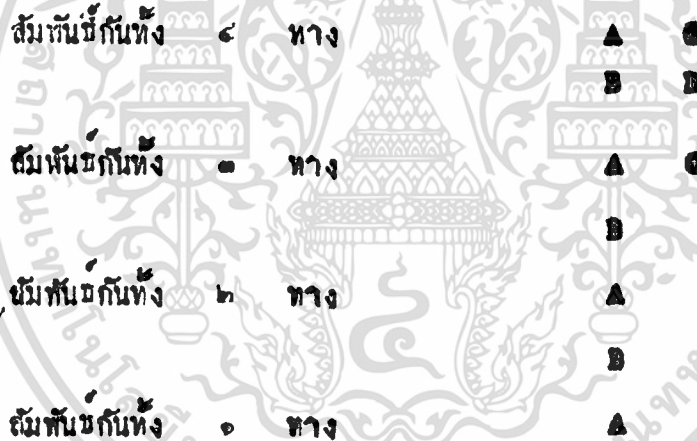 สัมพันธ์กันทั้ง ๔ ทาง A
B
สัมพันธ์กันทั้ง ๓ ทาง A
B
สัมพันธ์กันทั้ง ๒ ทาง A
B
สัมพันธ์กันทั้ง ๑ ทาง A